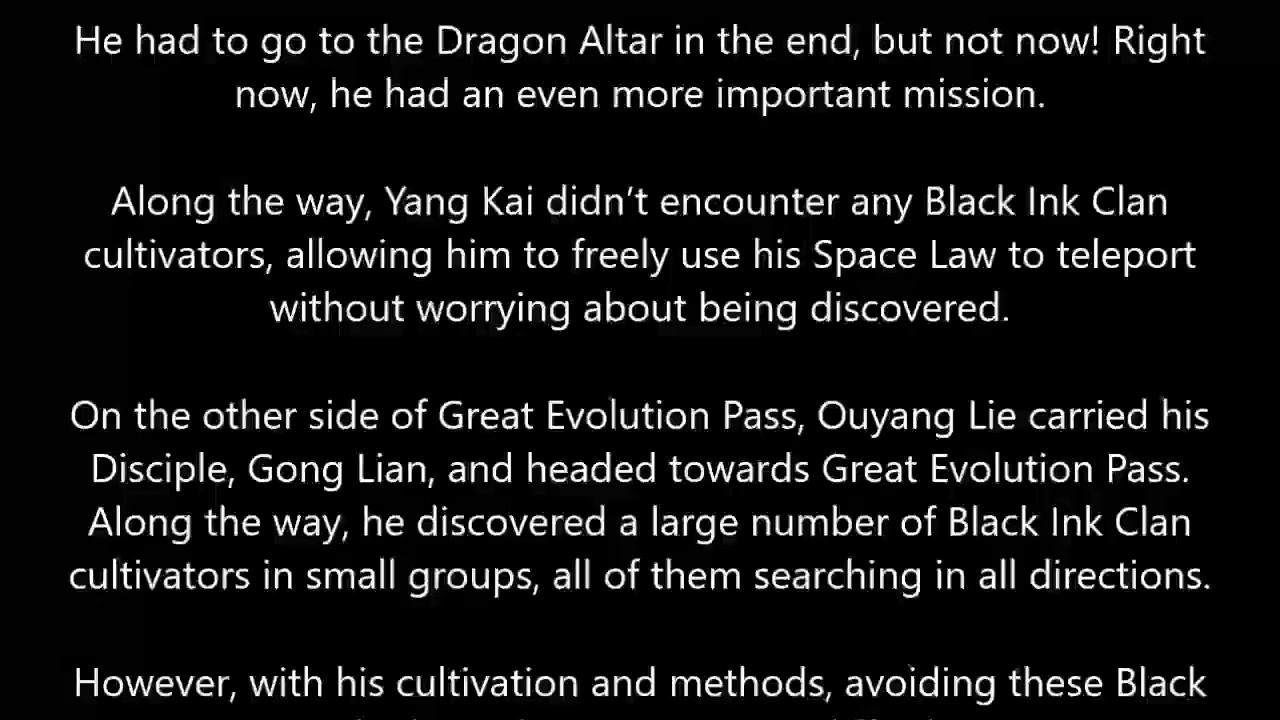 He had to go to the Dragon Altar in the end, but not now! Right
now, he had an even more important mission.
Along the way, Yang Kai didn’t encounter any Black Ink Clan
cultivators, allowing him to freely use his Space Law to teleport
without worrying about being discovered.
On the other side of Great Evolution Pass, Ouyang Lie carried his
Disciple, Gong Lian, and headed towards Great Evolution Pass.
Along the way, he discovered a large number of Black Ink Clan
cultivators in small groups, all of them searching in all directions.
However, with his cultivation and methods, avoiding these Black